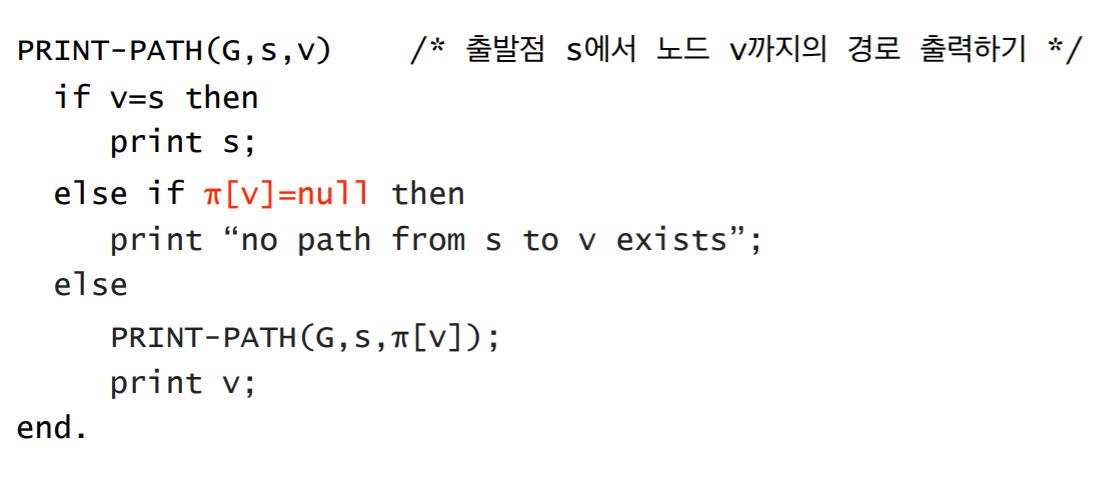 PRINT-PATH(G,s,v) /* 출발점 s에서 노드 v까지의 경로 출력하기 */
if v=s then
print s;
else if π[v]=null then
print “no path from s to v exists”;
else
PRINT-PATH(G,s,π[v]);
print v;
end.